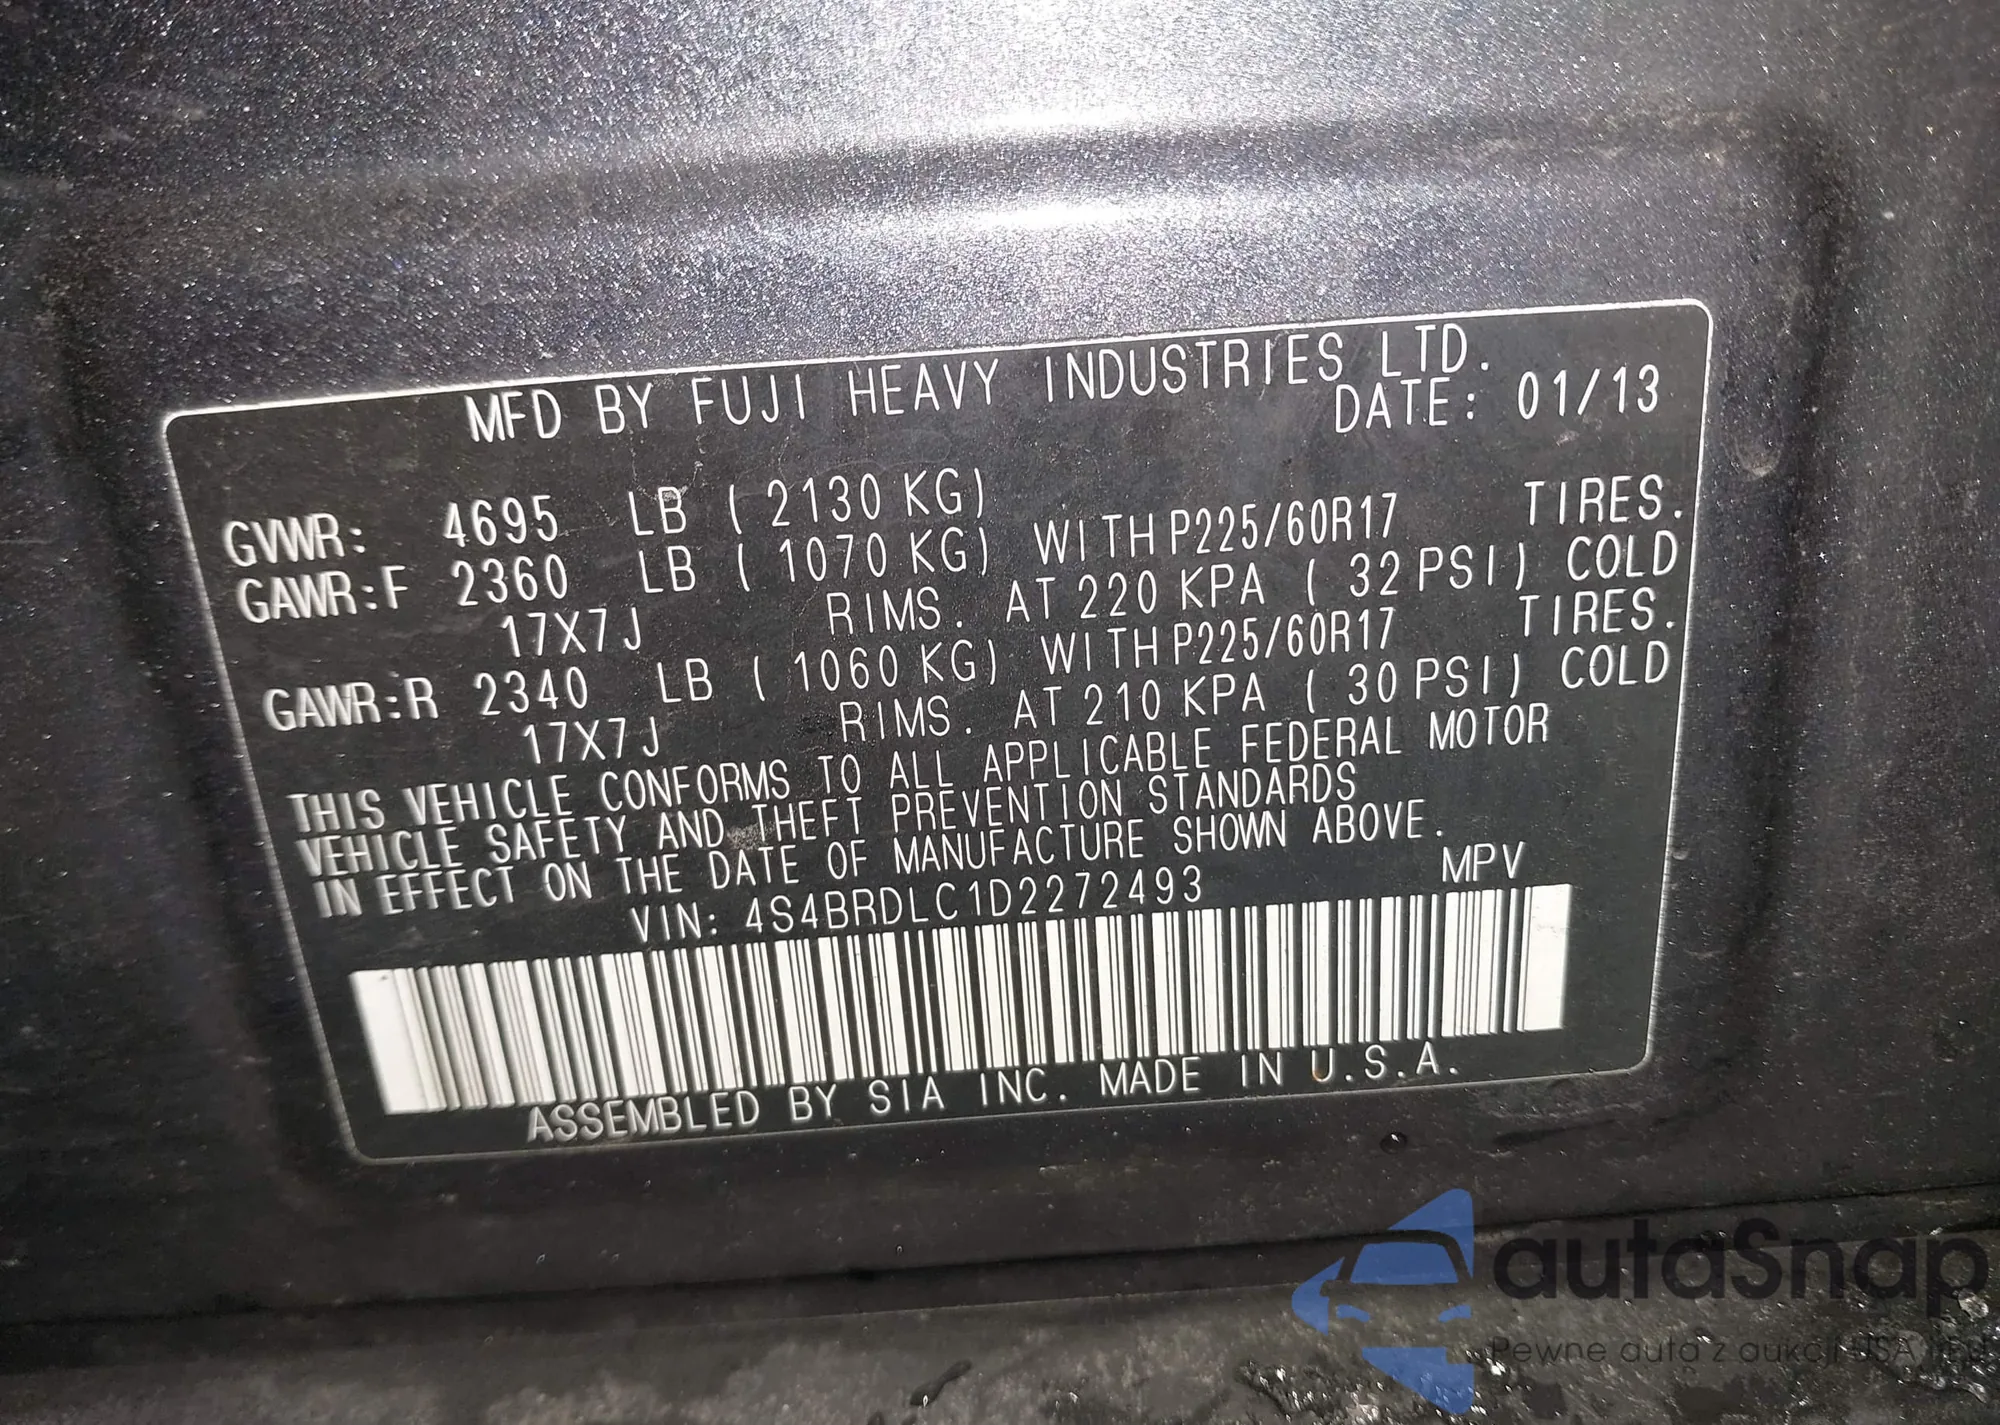 MFD BY FUJI HEAVY INDUSTRIES LTD.
DATE: 01/13
GVWR: 4695 LB ( 2130 KG)
GAWR:F 2360 LB ( 1070 KG) WITH P225/60R17 TIRES.
17X7J RIMS. AT 220 KPA ( 32 PSI) COLD
GAWR:R 2340 LB ( 1060 KG) WITH P225/60R17 TIRES.
17X7J RIMS. AT 210 KPA ( 30 PSI) COLD
THIS VEHICLE CONFORMS TO ALL APPLICABLE FEDERAL MOTOR
VEHICLE SAFETY AND THEFT PREVENTION STANDARDS
IN EFFECT ON THE DATE OF MANUFACTURE SHOWN ABOVE.
VIN: 4S4BRDLC1D2272493 MPV
ASSEMBLED BY SIA INC. MADE IN U.S.A.
autaSnap
Pewne auta z aukcji USA